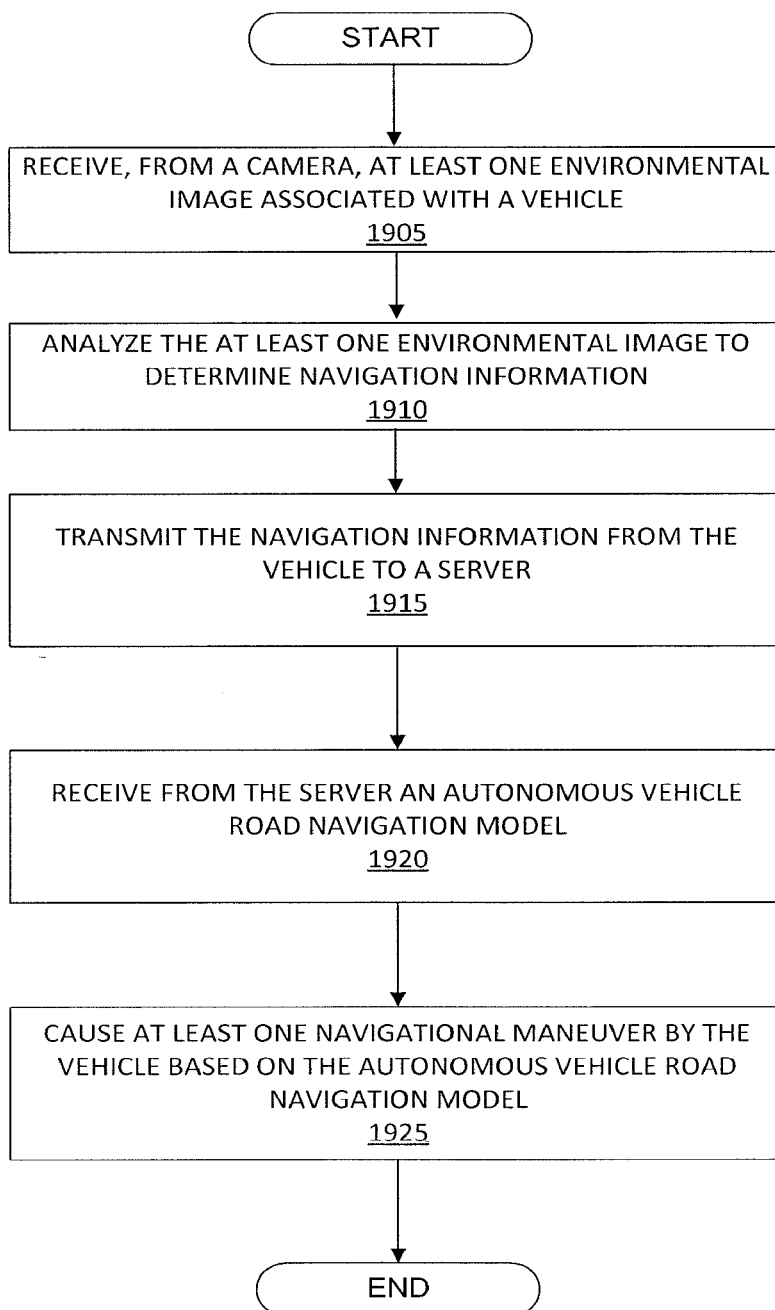 START
RECEIVE, FROM A CAMERA, AT LEAST ONE ENVIRONMENTAL
IMAGE ASSOCIATED WITH A VEHICLE
1905
ANALYZE THE AT LEAST ONE ENVIRONMENTAL IMAGE TO
DETERMINE NAVIGATION INFORMATION
1910
TRANSMIT THE NAVIGATION INFORMATION FROM THE
VEHICLE TO A SERVER
1915
RECEIVE FROM THE SERVER AN AUTONOMOUS VEHICLE
ROAD NAVIGATION MODEL
1920
CAUSE AT LEAST ONE NAVIGATIONAL MANEUVER BY THE
VEHICLE BASED ON THE AUTONOMOUS VEHICLE ROAD
NAVIGATION MODEL
1925
END